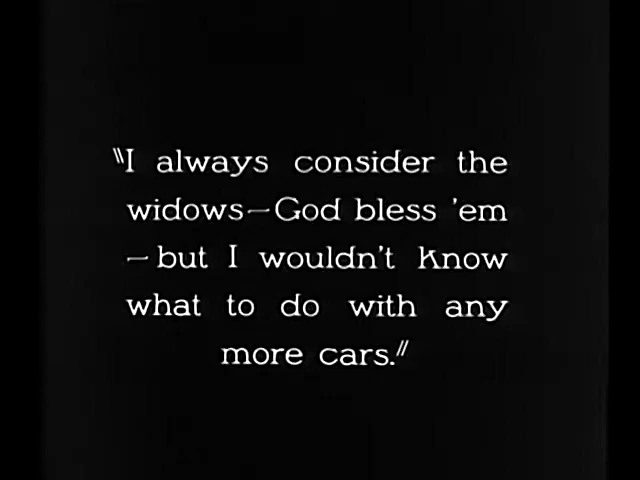 "I always consider the
widows—God bless 'em
—but I wouldn't know
what to do with any
more cars."